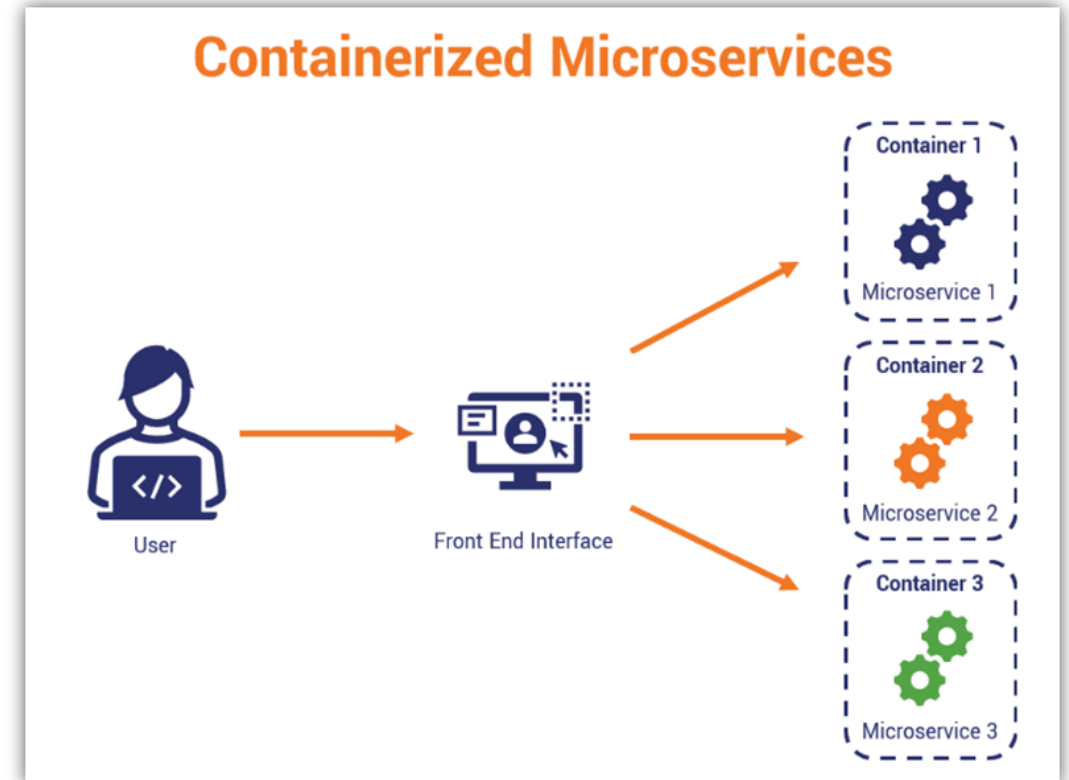 Containerized Microservices
Container 1
Microservice 1
Container 2
Microservice 2
Container 3
Microservice 3
</>
User
Front End Interface